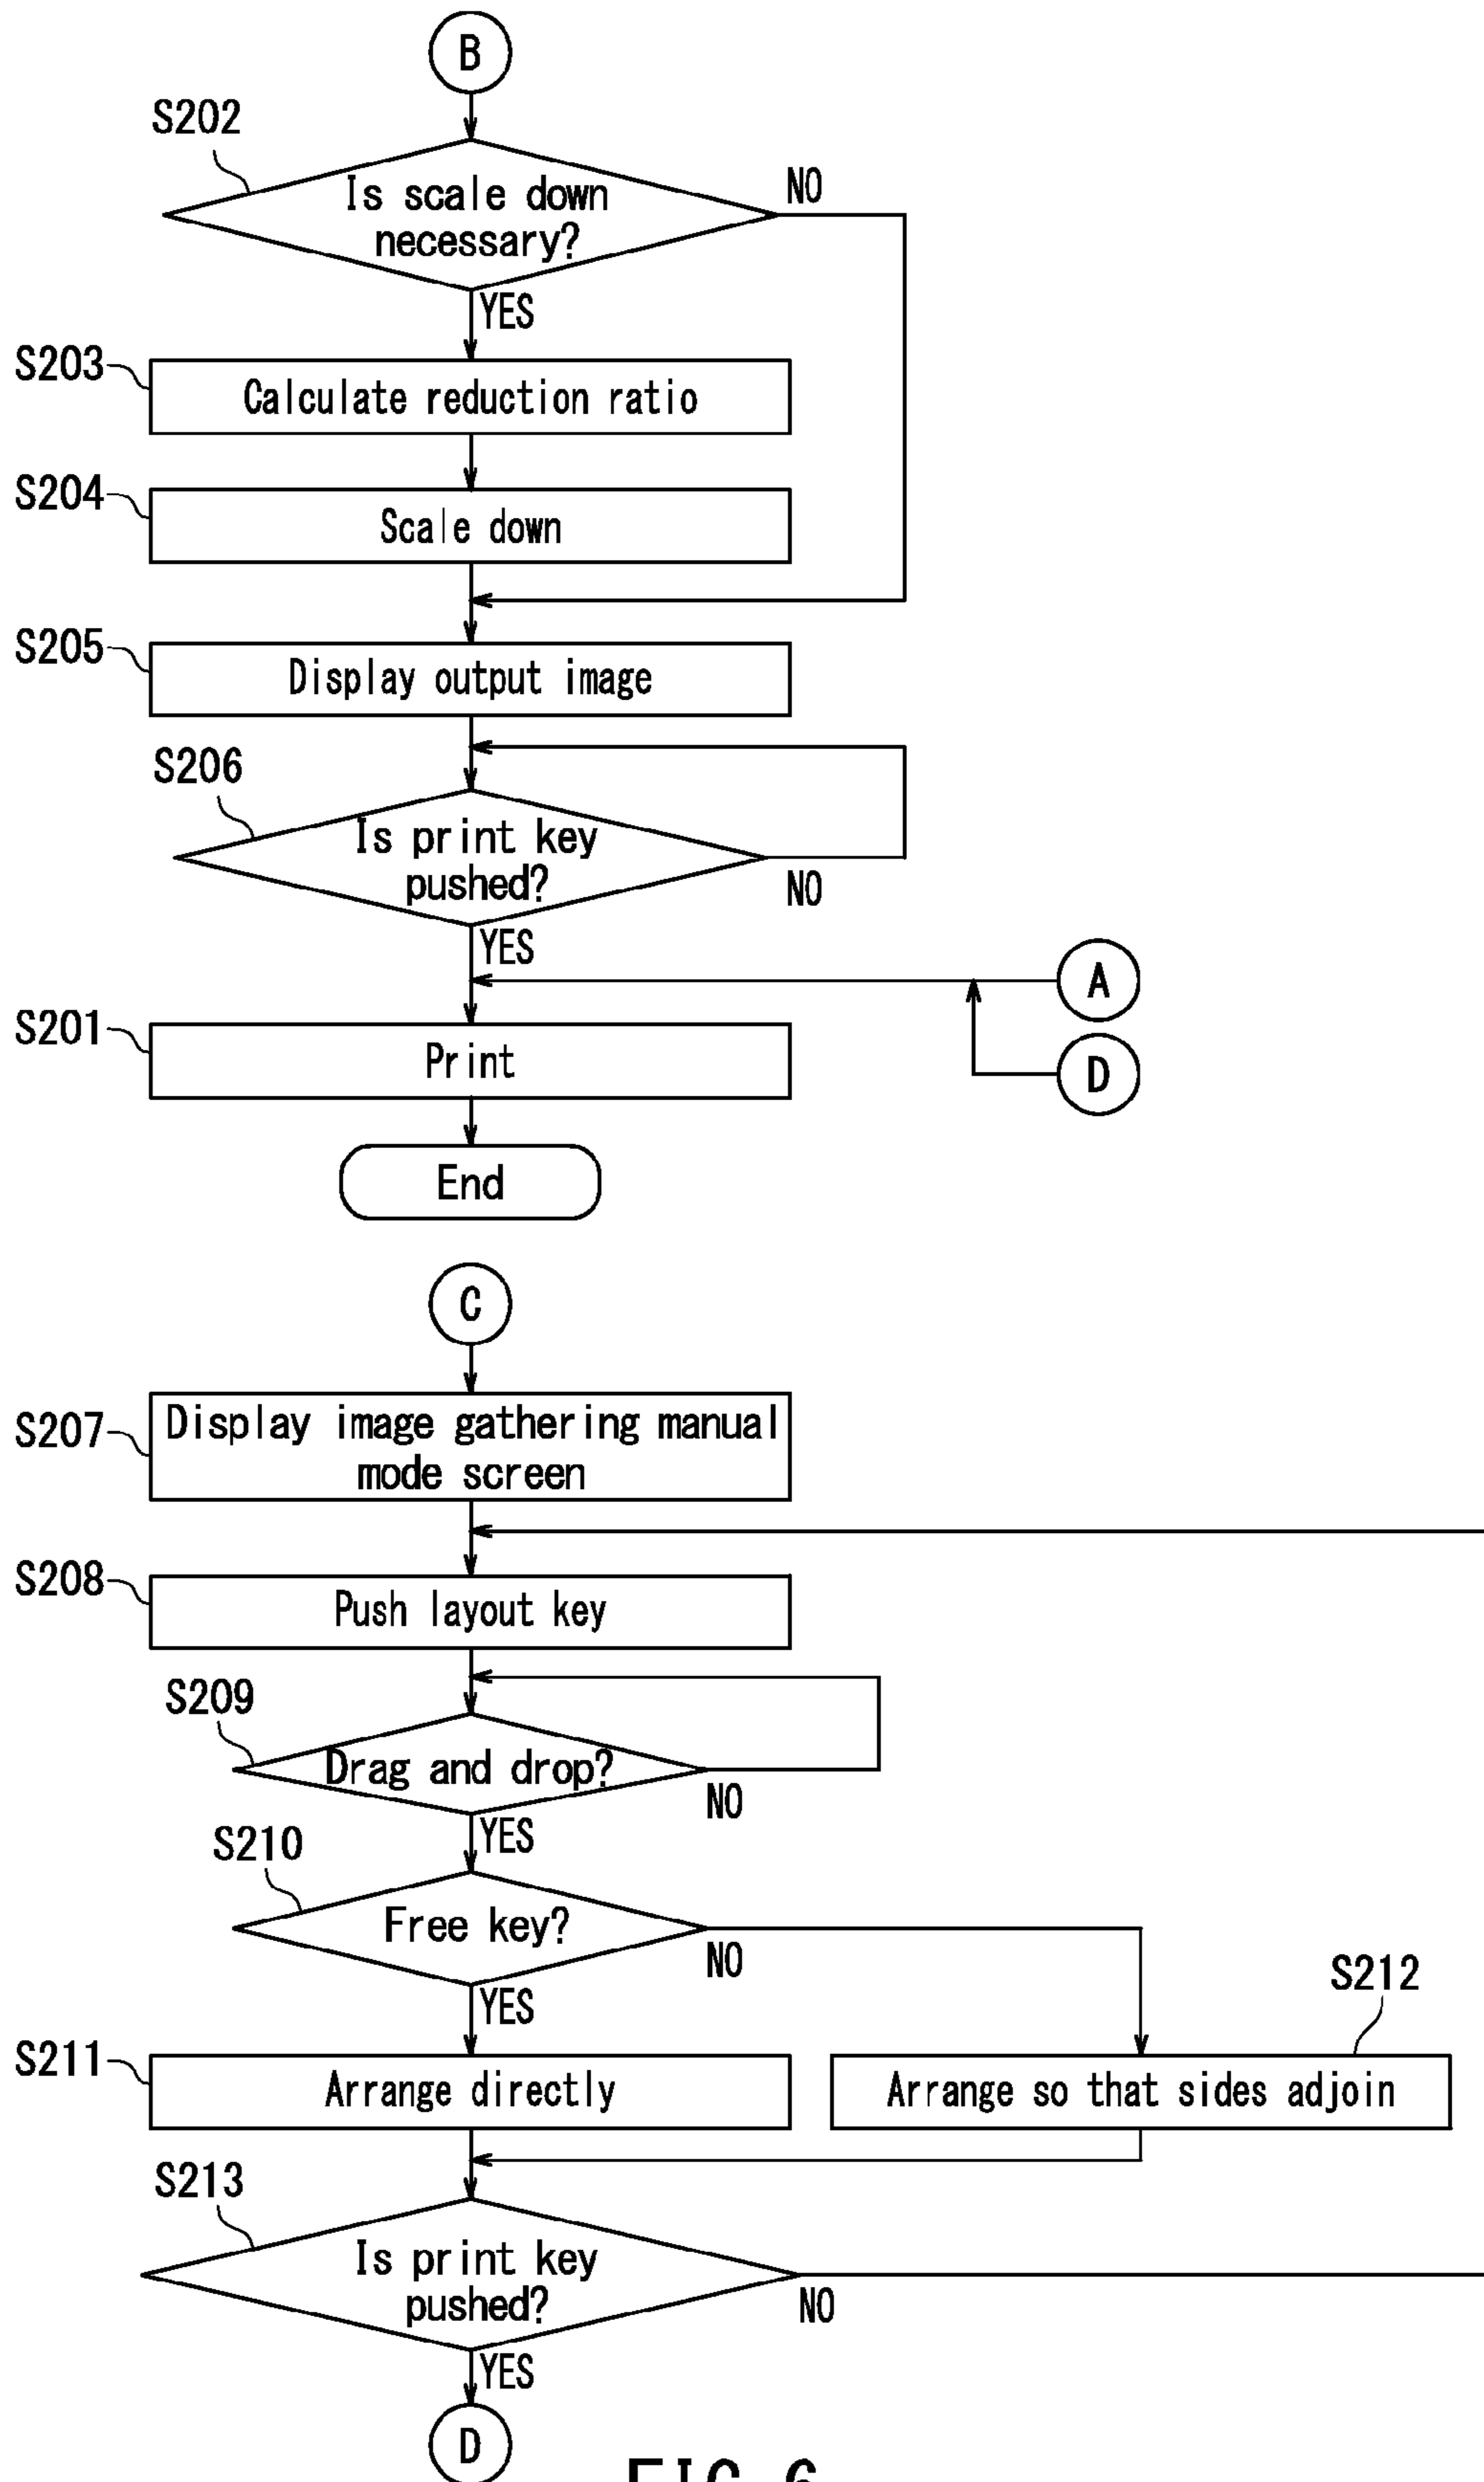 B
S202
Is scale down
necessary?
NO
YES
S203
Calculate reduction ratio
S204
Scale down
S205
Display output image
S206
Is print key
pushed?
NO
YES
A
S201
Print
D
End
C
S207
Display image gathering manual
mode screen
S208
Push layout key
S209
Drag and drop?
NO
YES
S210
Free key?
NO
YES
S212
S211
Arrange directly
Arrange so that sides adjoin
S213
Is print key
pushed?
NO
YES
D
FIG. 6